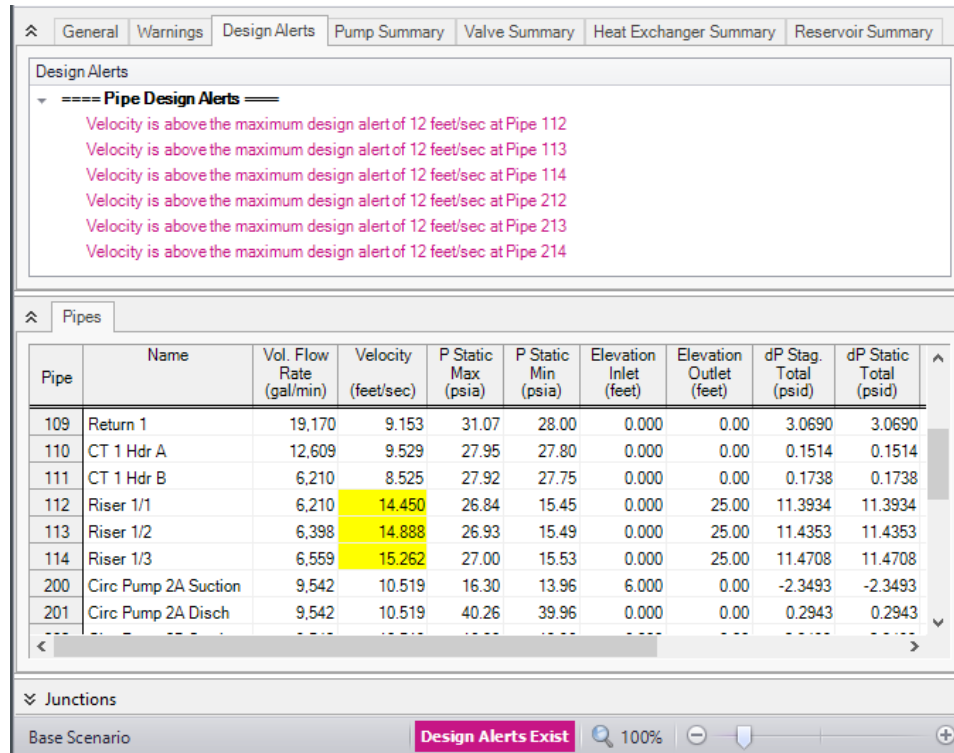 General Warnings Design Alerts Pump Summary Valve Summary Heat Exchanger Summary Reservoir Summary
Design Alerts
==== Pipe Design Alerts ====
Velocity is above the maximum design alert of 12 feet/sec at Pipe 112
Velocity is above the maximum design alert of 12 feet/sec at Pipe 113
Velocity is above the maximum design alert of 12 feet/sec at Pipe 114
Velocity is above the maximum design alert of 12 feet/sec at Pipe 212
Velocity is above the maximum design alert of 12 feet/sec at Pipe 213
Velocity is above the maximum design alert of 12 feet/sec at Pipe 214
Pipes
Pipe Name Vol. Flow Rate (gal/min) Velocity (feet/sec) P Static Max (psia) P Static Min (psia) Elevation Inlet (feet) Elevation Outlet (feet) dP Stag. Total (psid) dP Static Total (psid)
109 Return 1 19,170 9.153 31.07 28.00 0.000 0.00 3.0690 3.0690
110 CT 1 Hdr A 12,609 9.529 27.95 27.80 0.000 0.00 0.1514 0.1514
111 CT 1 Hdr B 6,210 8.525 27.92 27.75 0.000 0.00 0.1738 0.1738
112 Riser 1/1 6,210 14.450 26.84 15.45 0.000 25.00 11.3934 11.3934
113 Riser 1/2 6,398 14.888 26.93 15.49 0.000 25.00 11.4353 11.4353
114 Riser 1/3 6,559 15.262 27.00 15.53 0.000 25.00 11.4708 11.4708
200 Circ Pump 2A Suction 9,542 10.519 16.30 13.96 6.000 0.00 -2.3493 -2.3493
201 Circ Pump 2A Disch 9,542 10.519 40.26 39.96 0.000 0.00 0.2943 0.2943
Junctions
Base Scenario Design Alerts Exist 100%